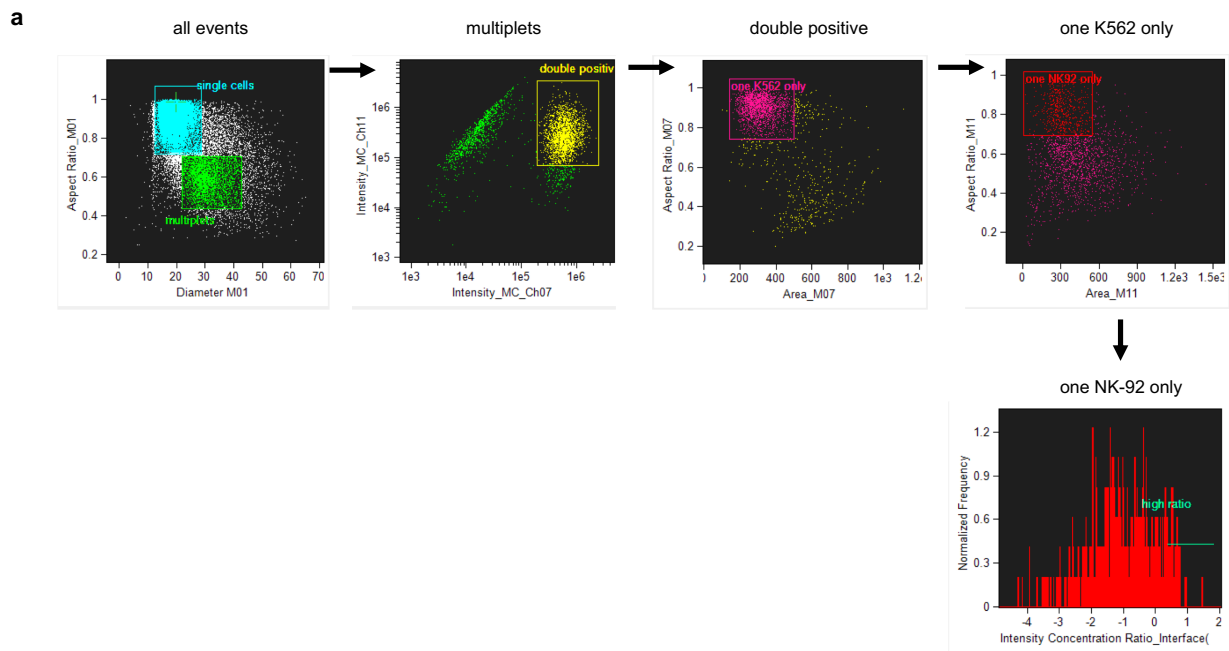 a
all events
multiplets
double positive
one K562 only
single cells
multiplets
Aspect Ratio_M01
1
0.8
0.6
0.4
0.2
0 10 20 30 40 50 60 70
Diameter M01
double positiv
Intensity_MC_Ch11
1e6
1e5
1e4
1e3
1e3 1e4 1e5 1e6
Intensity_MC_Ch07
one K562 only
Aspect Ratio_M07
1
0.8
0.6
0.4
0.2
) 200 400 600 800 1e3 1
Area_M07
one NK92 only
Aspect Ratio_M11
1
0.8
0.6
0.4
0.2
0 300 600 900 1.2e3 1.5e3
Area_M11
one NK-92 only
high ratio
Normalized Frequency
1.2
0.9
0.6
0.3
0
-4 -3 -2 -1 0 1 2
Intensity Concentration Ratio_Interface(